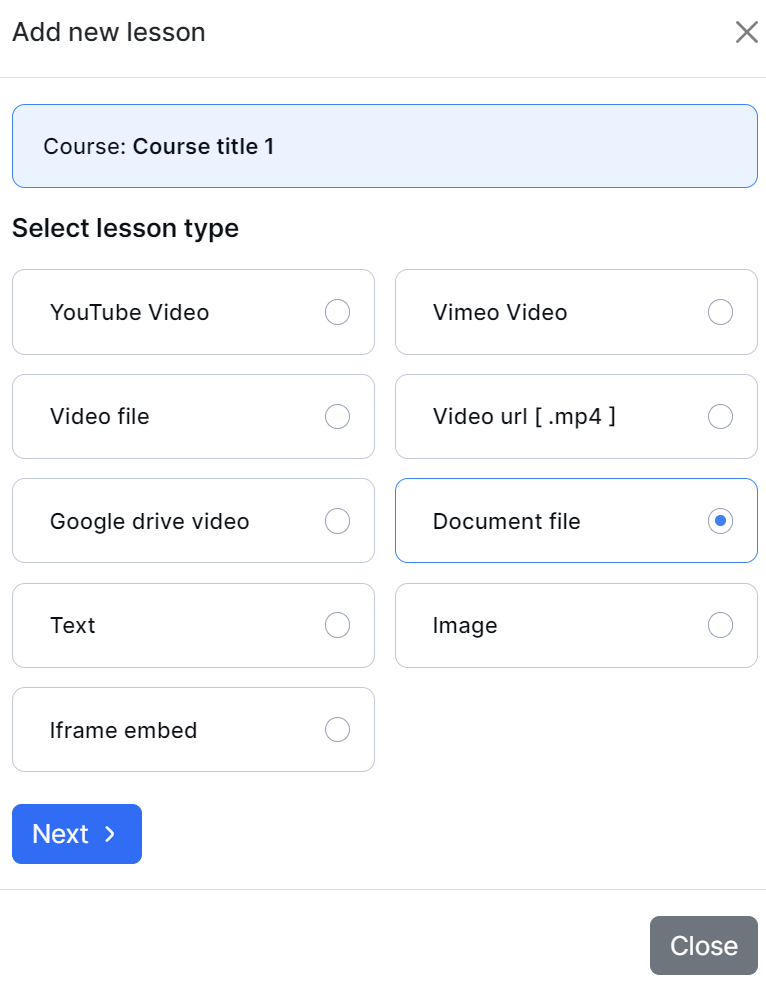 Add new lesson
Course: Course title 1
Select lesson type
YouTube Video
Vimeo Video
Video file
Video url [ .mp4 ]
Google drive video
Document file
Text
Image
Iframe embed
Next
Close